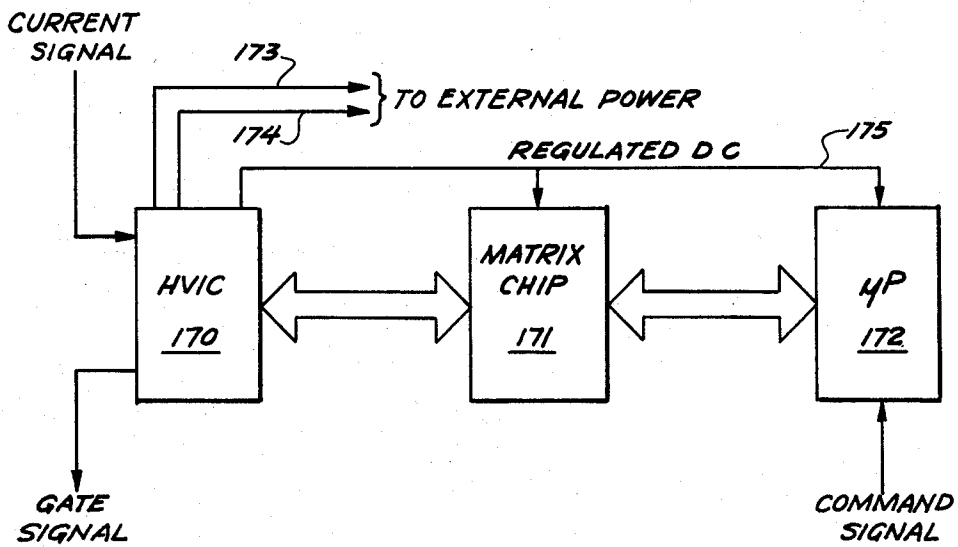 CURRENT
SIGNAL
173
TO EXTERNAL POWER
174
REGULATED DC
175
HVIC
170
MATRIX
CHIP
171
μP
172
GATE
SIGNAL
COMMAND
SIGNAL